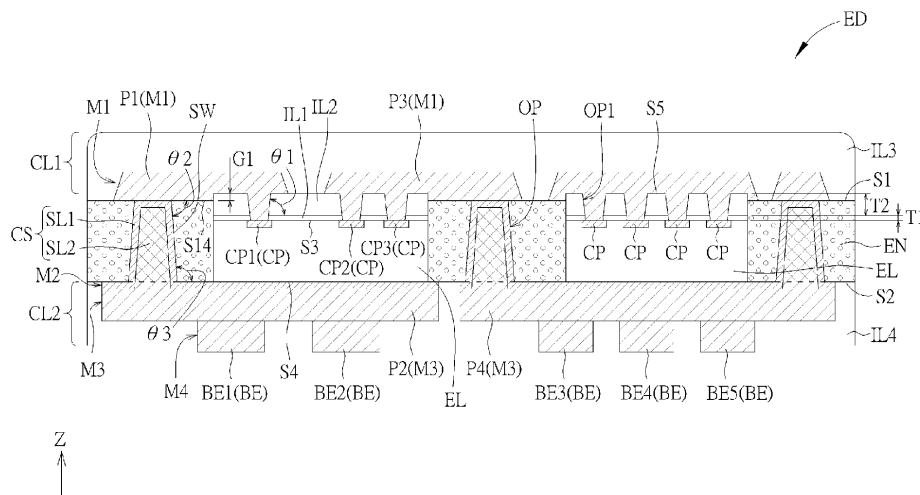 ED
P1(M1)
SW
IL1
IL2
P3(M1)
OP
OP1
S5
M1
CL1
θ2
G1
θ1
IL3
S1
T2
T1
CS
SL1
SL2
S14
S3
CP1(CP)
CP2(CP)
CP3(CP)
CP
CP
CP
CP
EN
EL
M2
CL2
S2
M3
θ3
M4
S4
P2(M3)
EL
P4(M3)
IL4
BE1(BE)
BE2(BE)
BE3(BE)
BE4(BE)
BE5(BE)
Z